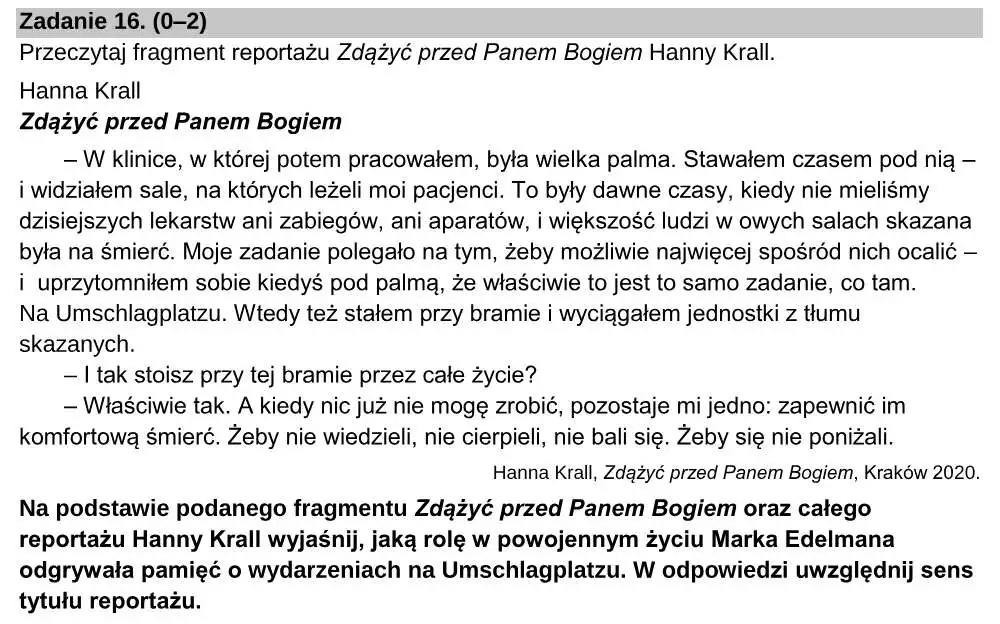 Zadanie 16. (0–2)
Przeczytaj fragment reportażu Zdążyć przed Panem Bogiem Hanny Krall.
Hanna Krall
Zdążyć przed Panem Bogiem
– W klinice, w której potem pracowałem, była wielka palma. Stawałem czasem pod nią –
i widziałem sale, na których leżeli moi pacjenci. To były dawne czasy, kiedy nie mieliśmy
dzisiejszych lekarstw ani zabiegów, ani aparatów, i większość ludzi w owych salach skazana
była na śmierć. Moje zadanie polegało na tym, żeby możliwie najwięcej spośród nich ocalić –
i uprzytomniłem sobie kiedyś pod palmą, że właściwie to jest to samo zadanie, co tam.
Na Umschlagplatzu. Wtedy też stałem przy bramie i wyciągałem jednostki z tłumu
skazanych.
– I tak stoisz przy tej bramie przez całe życie?
– Właściwie tak. A kiedy nic już nie mogę zrobić, pozostaje mi jedno: zapewnić im
komfortową śmierć. Żeby nie wiedzieli, nie cierpieli, nie bali się. Żeby się nie poniżali.
Hanna Krall, Zdążyć przed Panem Bogiem, Kraków 2020.
Na podstawie podanego fragmentu Zdążyć przed Panem Bogiem oraz całego
reportażu Hanny Krall wyjaśnij, jaką rolę w powojennym życiu Marka Edelmana
odgrywała pamięć o wydarzeniach na Umschlagplatzu. W odpowiedzi uwzględnij sens
tytułu reportażu.